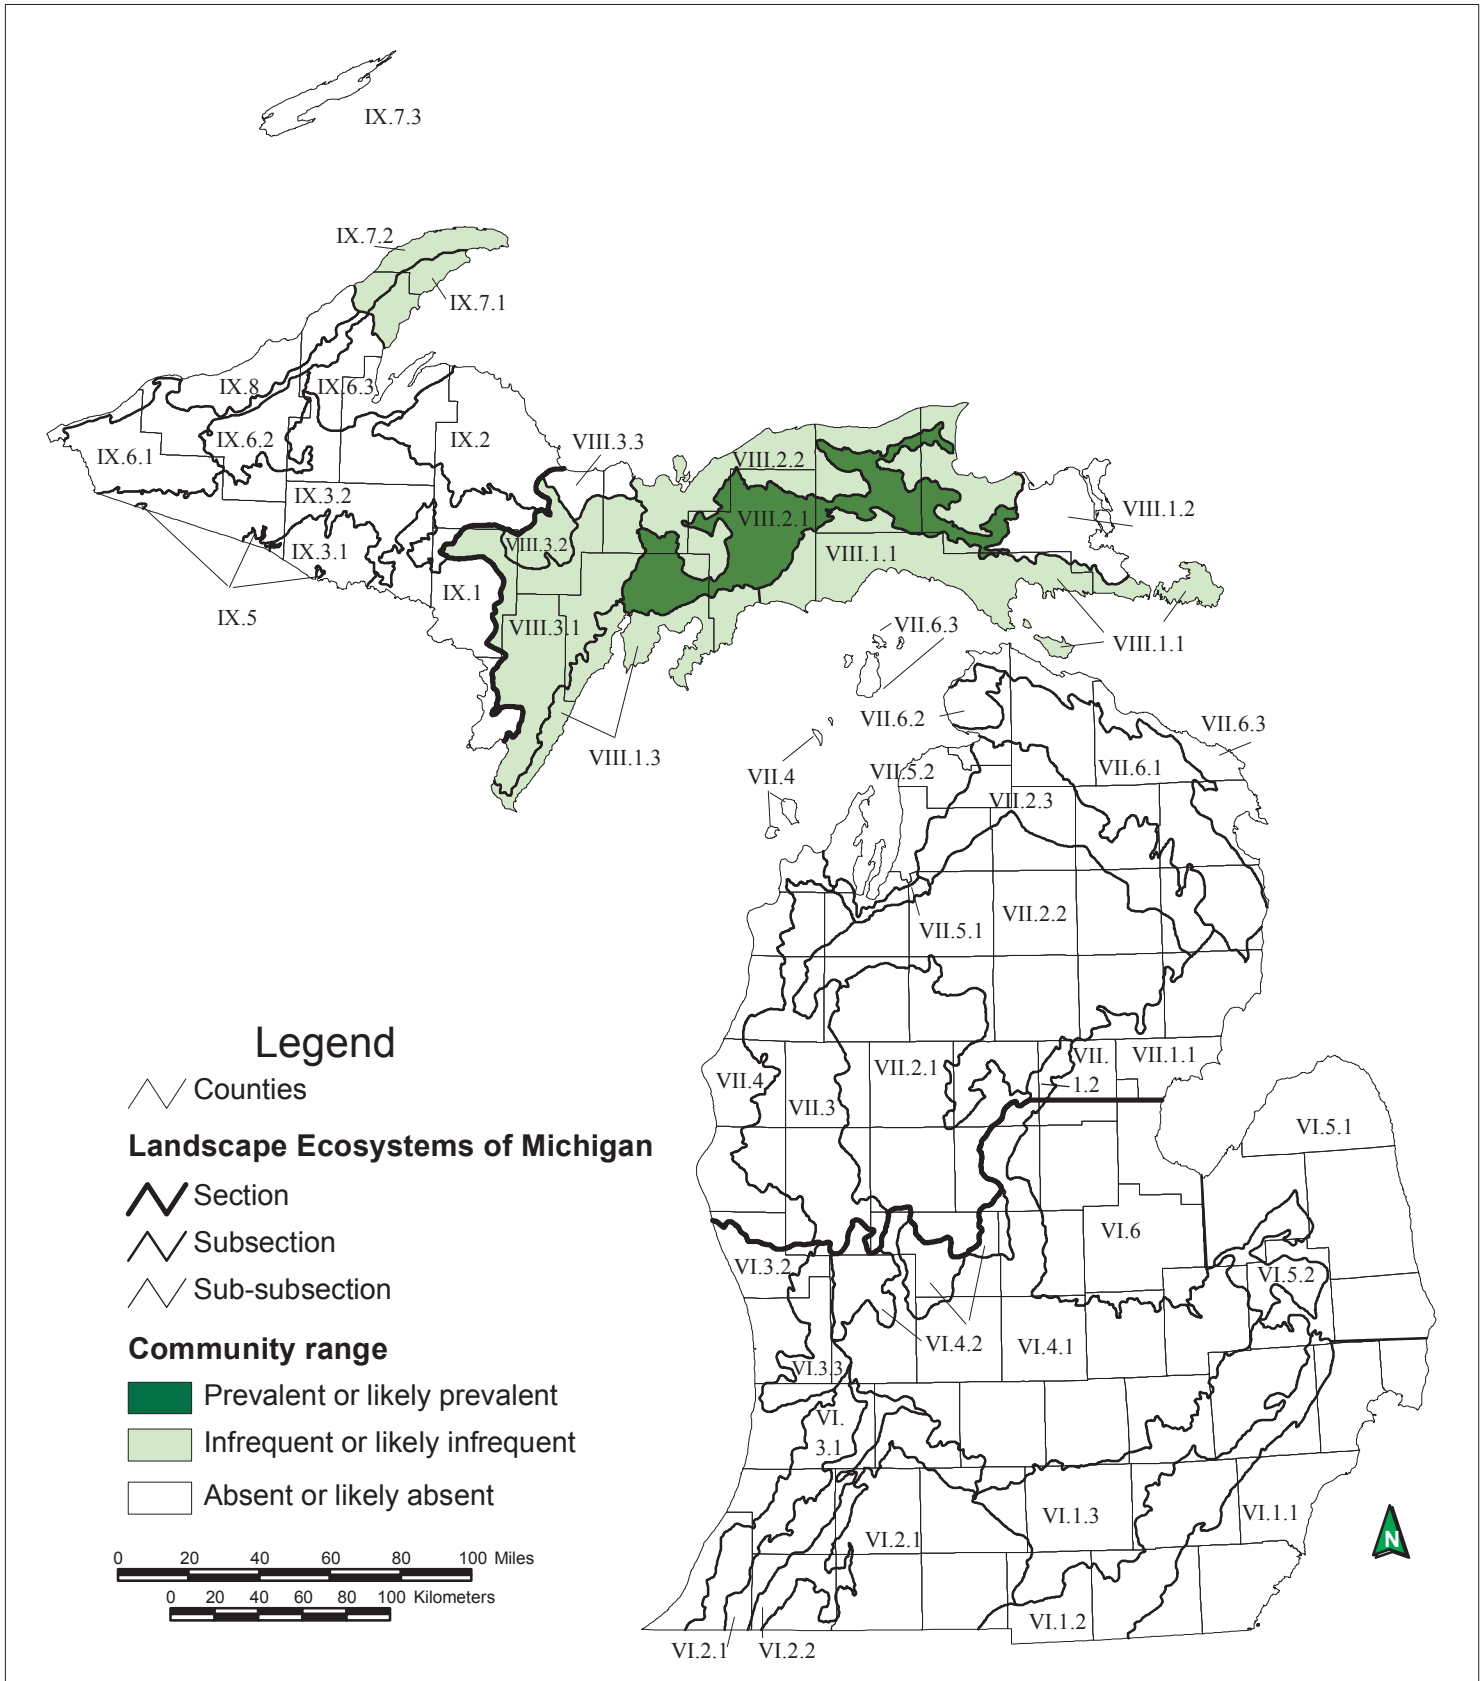 IX.7.3
IX.7.2
IX.7.1
IX.8
IX.6.3
IX.6.2
IX.2
IX.6.1
VIII.3.3
VIII.2.2
IX.3.2
VIII.2.1
VIII.1.2
IX.3.1
VIII.3.2
VIII.1.1
IX.1
IX.5
VIII.3.1
VII.6.3
VIII.1.1
VII.6.2
VII.6.3
VIII.1.3
VII.4
VII.5.2
VII.6.1
VII.2.3
VII.5.1
VII.2.2
Legend
Counties
Landscape Ecosystems of Michigan
Section
Subsection
Sub-subsection
Community range
Prevalent or likely prevalent
Infrequent or likely infrequent
Absent or likely absent
0 20 40 60 80 100 Miles
0 20 40 60 80 100 Kilometers
VII.4
VII.3
VII.2.1
VII.
1.2
VII.1.1
VI.5.1
VI.6
VI.3.2
VI.5.2
VI.4.2
VI.4.1
VI.3.3
VI.
3.1
VI.2.1
VI.1.3
VI.1.1
N
VI.1.2
VI.2.1
VI.2.2